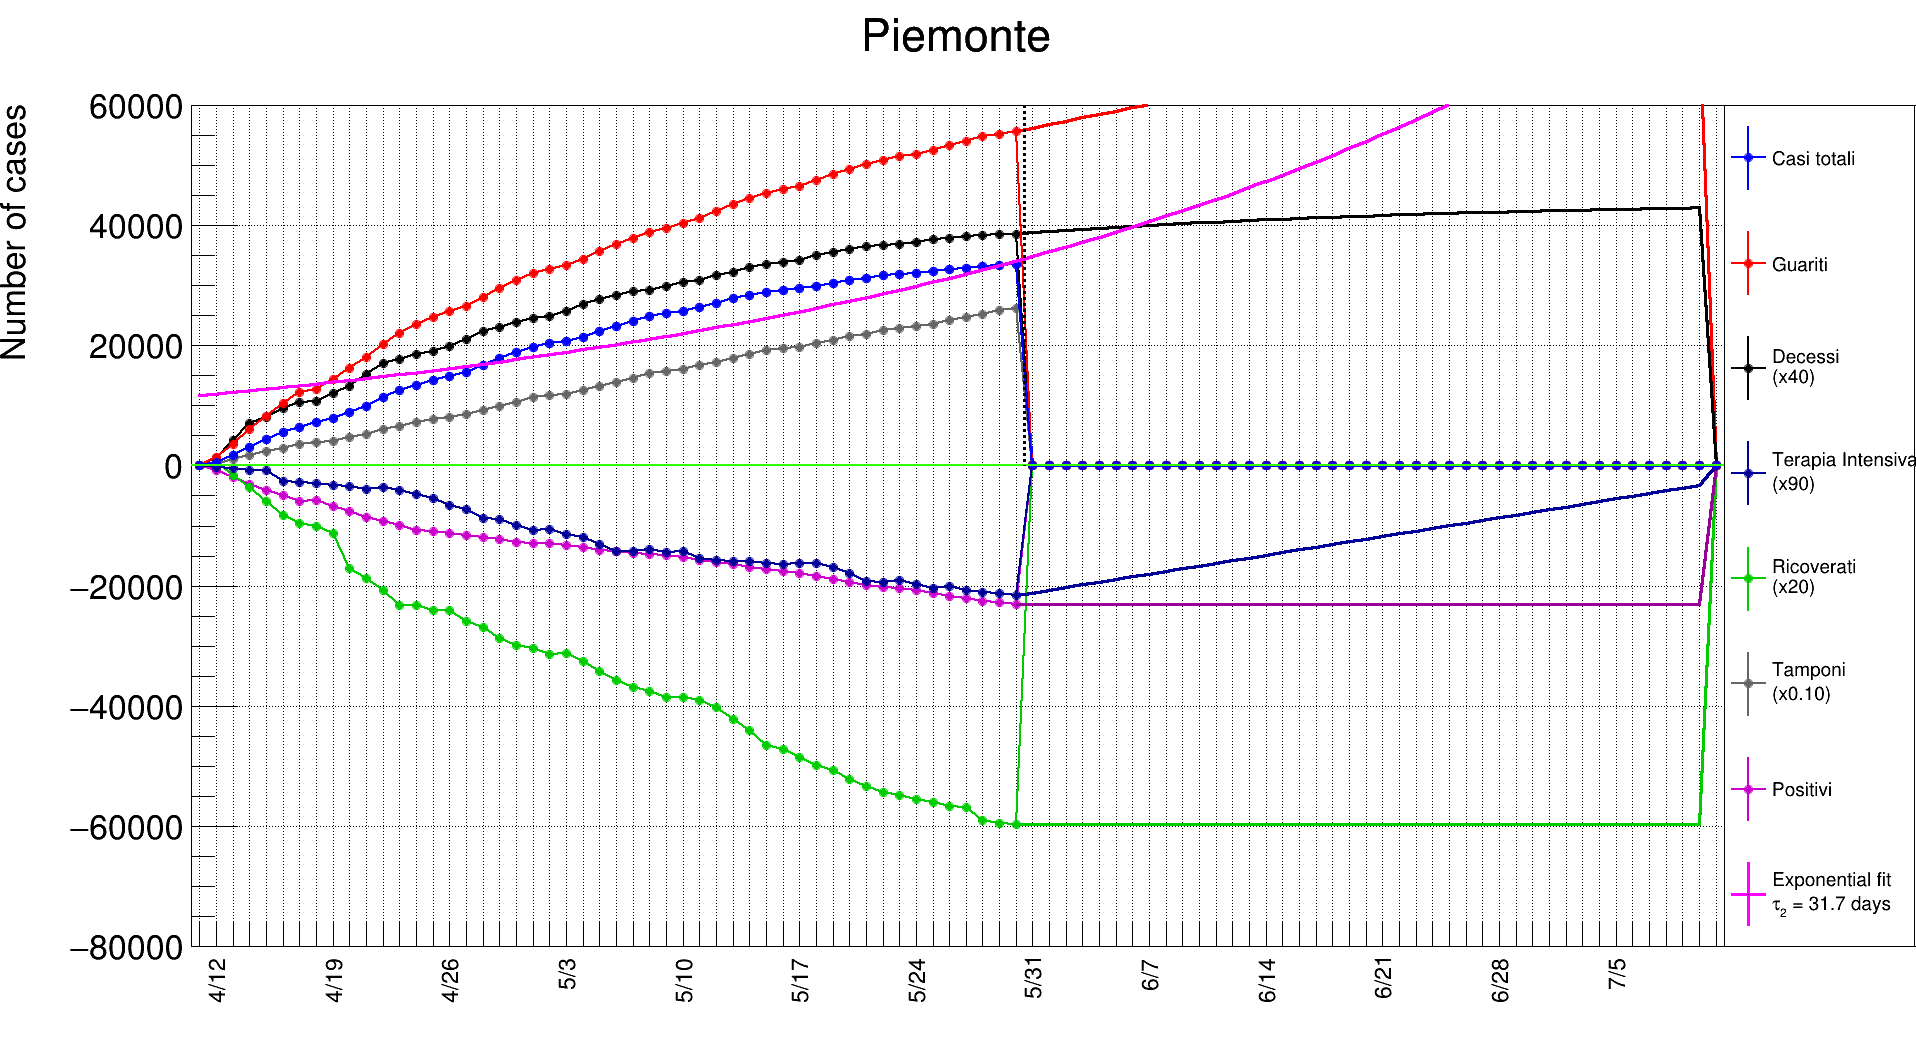 Piemonte
Number of cases
60000
40000
20000
0
−20000
−40000
−60000
−80000
4/12
4/19
4/26
5/3
5/10
5/17
5/24
5/31
6/7
6/14
6/21
6/28
7/5
Casi totali
Guariti
Decessi
(x40)
Terapia Intensiva
(x90)
Ricoverati
(x20)
Tamponi
(x0.10)
Positivi
Exponential fit
τ2 = 31.7 days